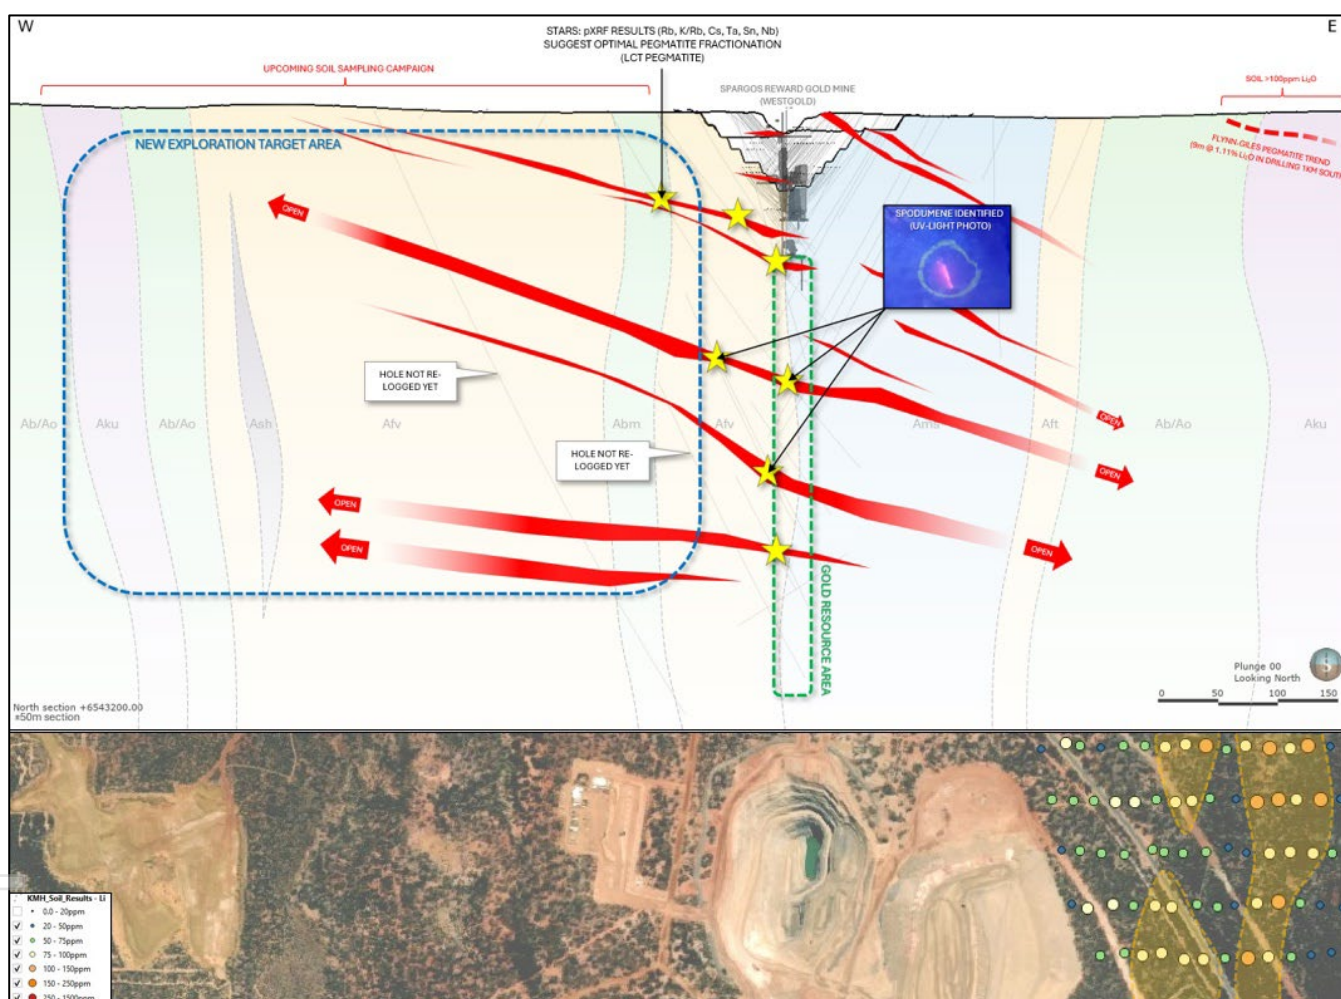 W
E
STARS: pXRF RESULTS (Rb, K/Rb, Cs, Ta, Sn, Nb)
SUGGEST OPTIMAL PEGMATITE FRACTIONATION
(LCT PEGMATITE)
UPCOMING SOIL SAMPLING CAMPAIGN
SOIL >100ppm Li₂O
SPARGOS REWARD GOLD MINE
(WESTGOLD)
NEW EXPLORATION TARGET AREA
FLYNN-GILES PEGMATITE TREND
(9m @ 1.11% Li₂O IN DRILLING 1KM SOUTH
OPEN
SPODUMENE IDENTIFIED
(UV-LIGHT PHOTO)
HOLE NOT RE-
LOGGED YET
OPEN
Ab/Ao
Aku
Ab/Ao
Ash
Afv
Abm
Afv
Ams
Aft
Ab/Ao
Aku
HOLE NOT RE-
LOGGED YET
OPEN
OPEN
OPEN
OPEN
GOLD RESOURCE AREA
Plunge 00
Looking North
0 50 100 150
North section +6543200.00
±50m section
KMH_Soil_Results - Li
0.0 - 20ppm
20 - 50ppm
50 - 75ppm
75 - 100ppm
100 - 150ppm
150 - 250ppm
250 - 1500ppm